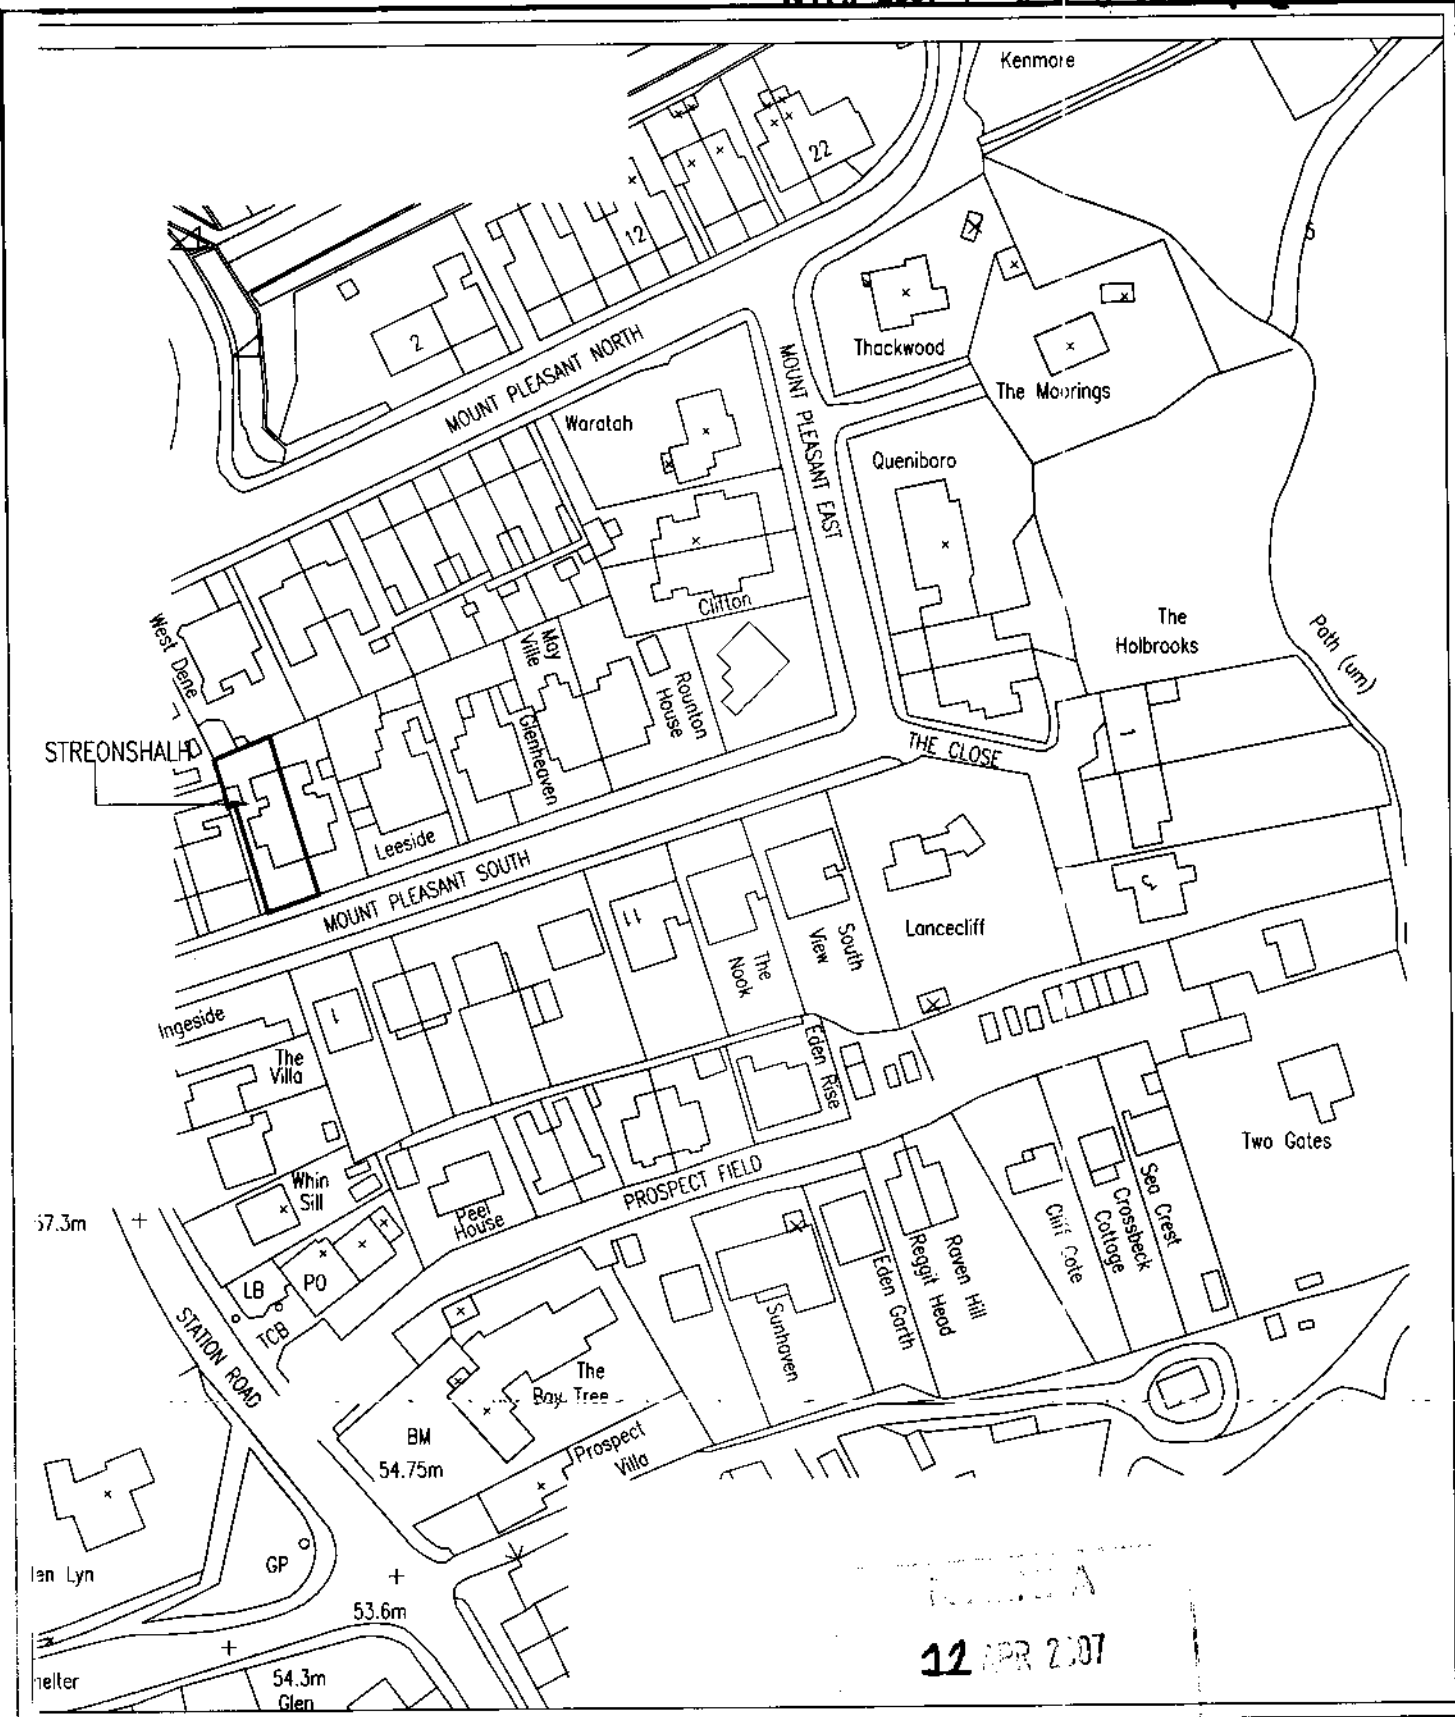 Kenmore
22
12
2
MOUNT PLEASANT NORTH
Thackwood
The Moorings
MOUNT PLEASANT EAST
Waratah
Queniboro
Clifton
West Dene
May
Ville
Rounton
House
Glenheaven
The
Holbrooks
Path (um)
STREONSHALH
THE CLOSE
1
Leeside
MOUNT PLEASANT SOUTH
3
11
The
Nook
South
View
Lancecliff
Ingeside
1
The
Villa
Eden Rise
Two Gates
Whin
Sill
Peel
House
PROSPECT FIELD
57.3m
LB
PO
TCB
STATION ROAD
Sunhaven
Eden Garth
Reggit Head
Raven Hill
Cliff Cote
Crossbeck
Cottage
Sea Crest
The
Bay Tree
BM
54.75m
Prospect
Villa
GP
len Lyn
53.6m
54.3m
Glen
helter
12 APR 2007